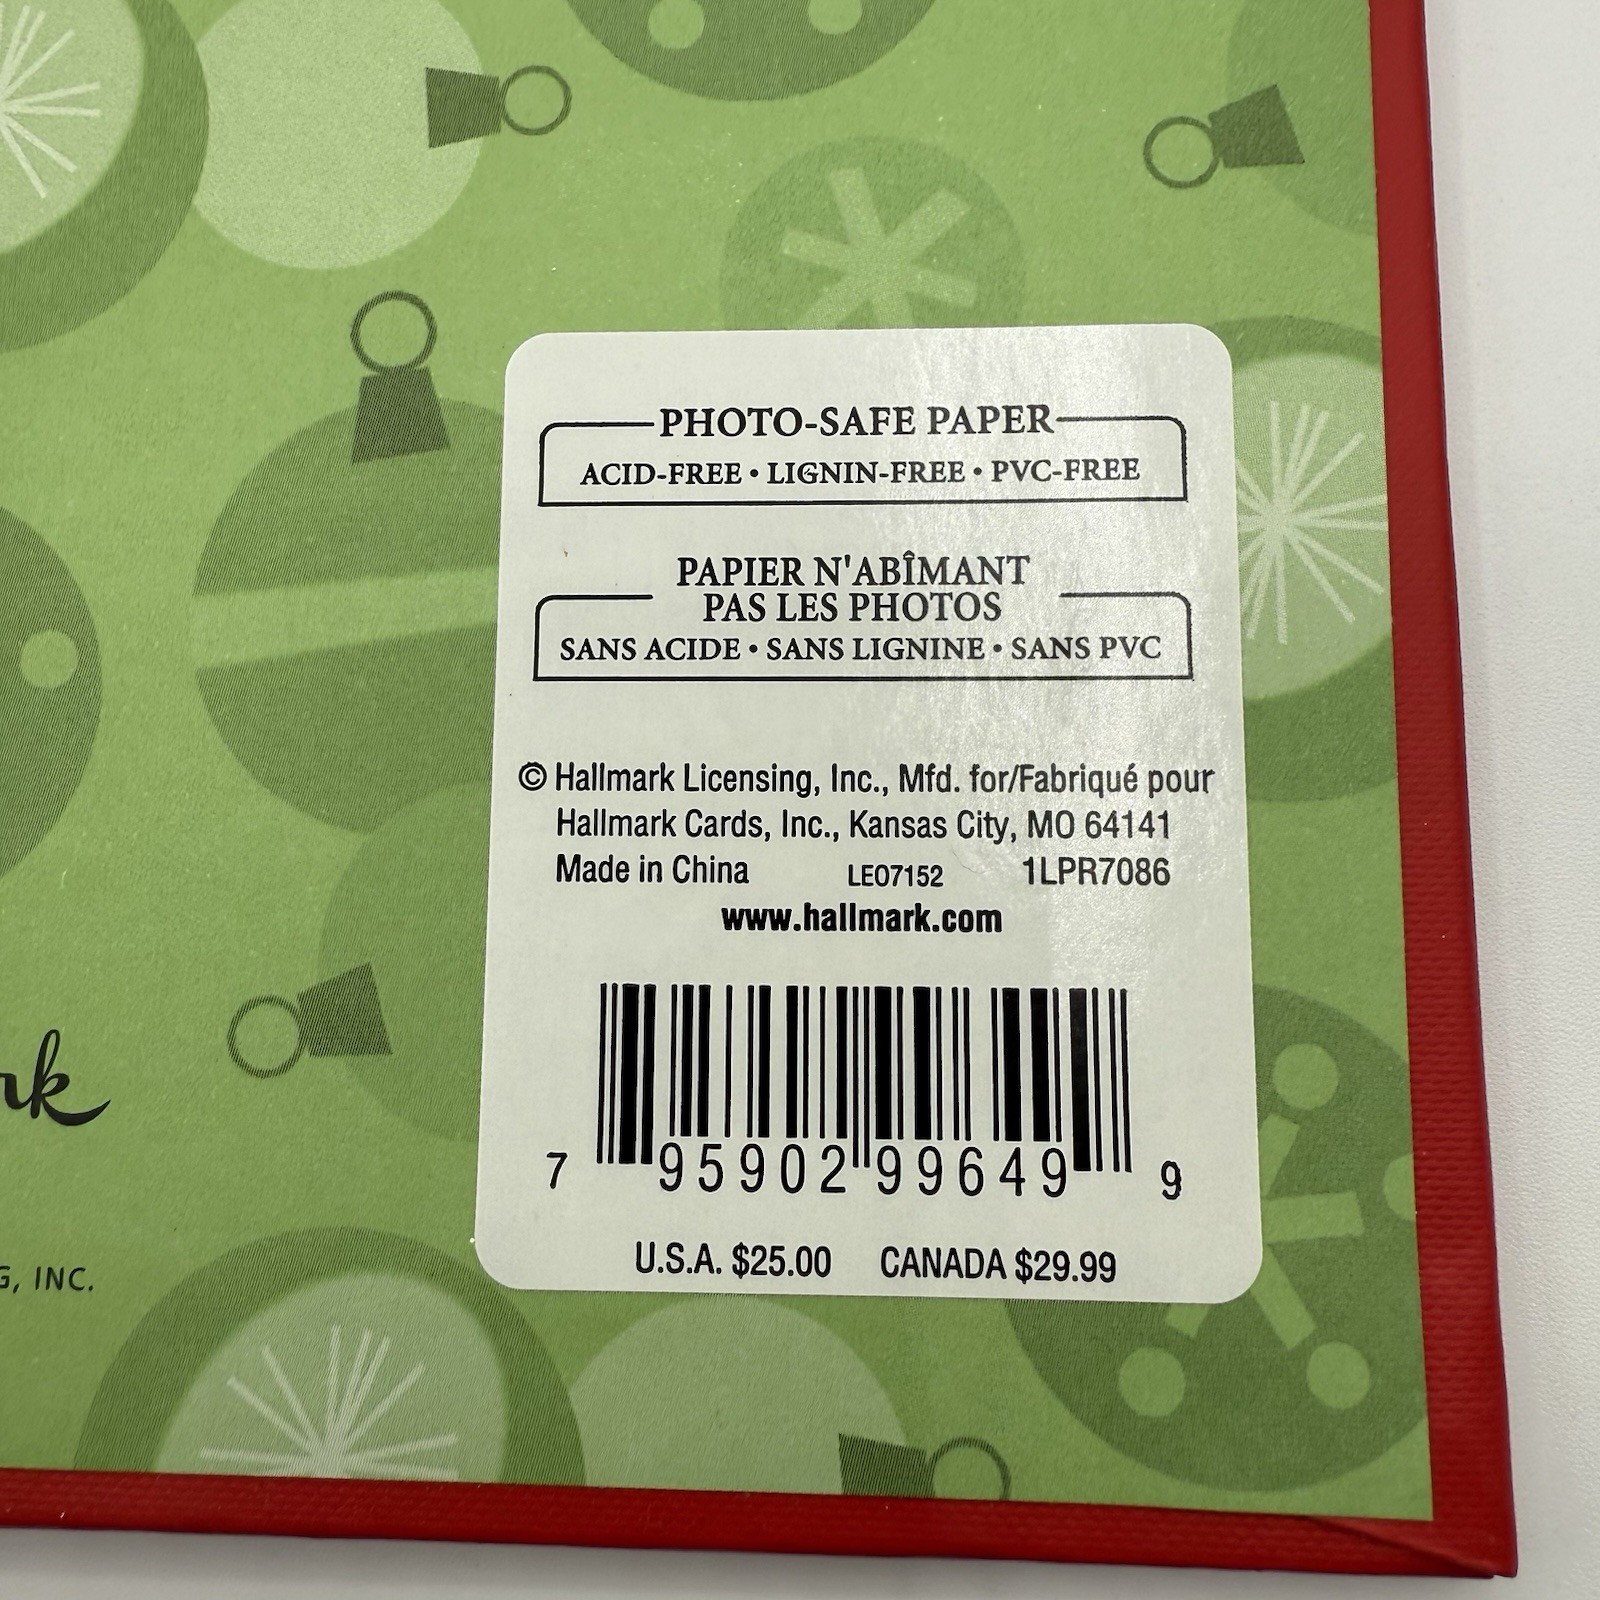 PHOTO-SAFE PAPER
ACID-FREE • LIGNIN-FREE • PVC-FREE
PAPIER N'ABÎMANT
PAS LES PHOTOS
SANS ACIDE • SANS LIGNINE • SANS PVC
© Hallmark Licensing, Inc., Mfd. for/Fabriqué pour
Hallmark Cards, Inc., Kansas City, MO 64141
Made in China LEO7152 1LPR7086
www.hallmark.com
rk
7 95902 99649 9
U.S.A. $25.00 CANADA $29.99
G, INC.